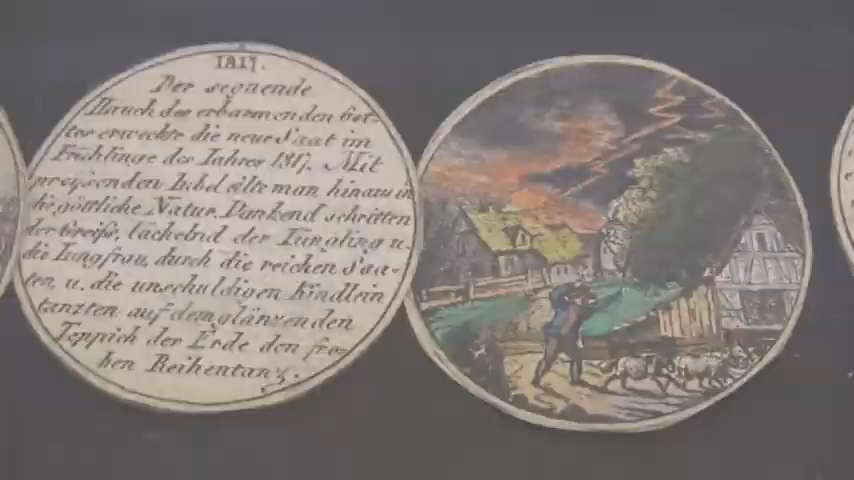 1817.
Der segnende
Hauch des erbarmenden Got-
tes erweckte die neue Saat im
Frühlinge des Jahres 1817. Mit
preisenden Jubel eilte man hinaus in
die göttliche Natur. Dankend schritten
der Greiße, lächelnd der Jüngling u.
die Jungfrau, durch die reichen Saa-
ten, u. die unschuldigen Kindlein
tanzten auf dem glänzenden
Teppich der Erde den fro-
hen Reihentanz.